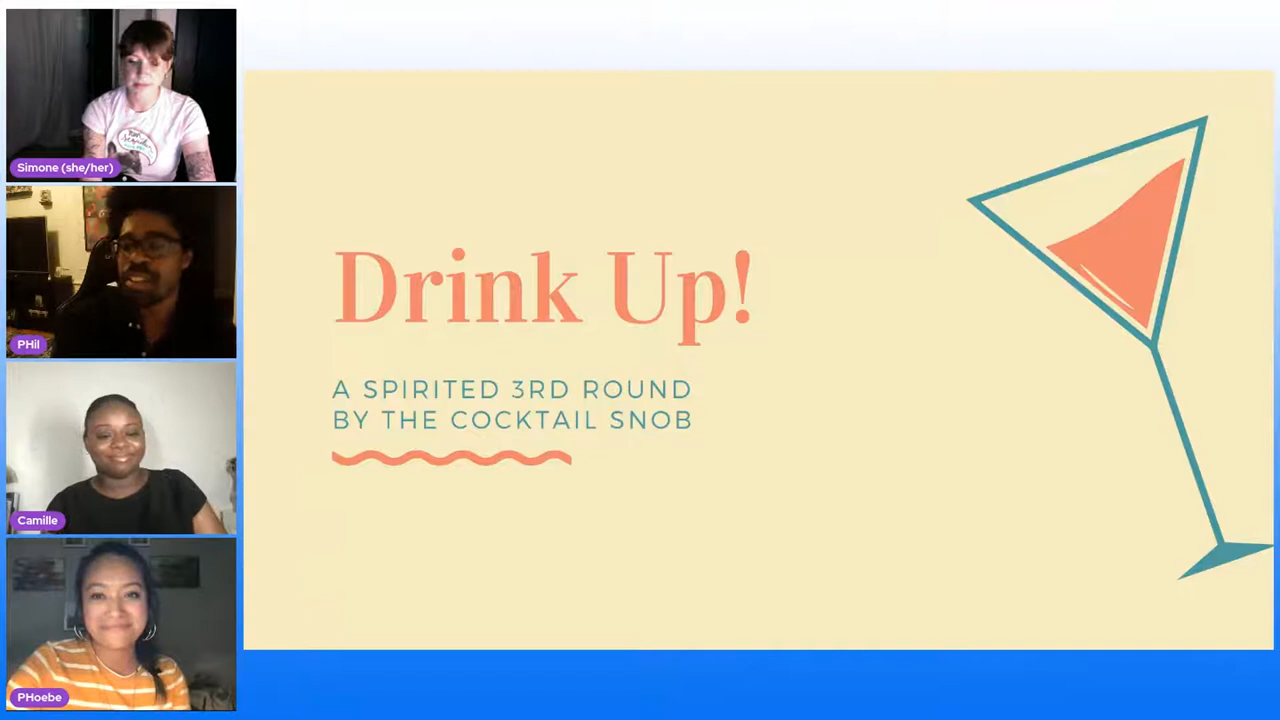 Simone (she/her)
PHil
Camille
PHoebe
Drink Up!
A SPIRITED 3RD ROUND
BY THE COCKTAIL SNOB